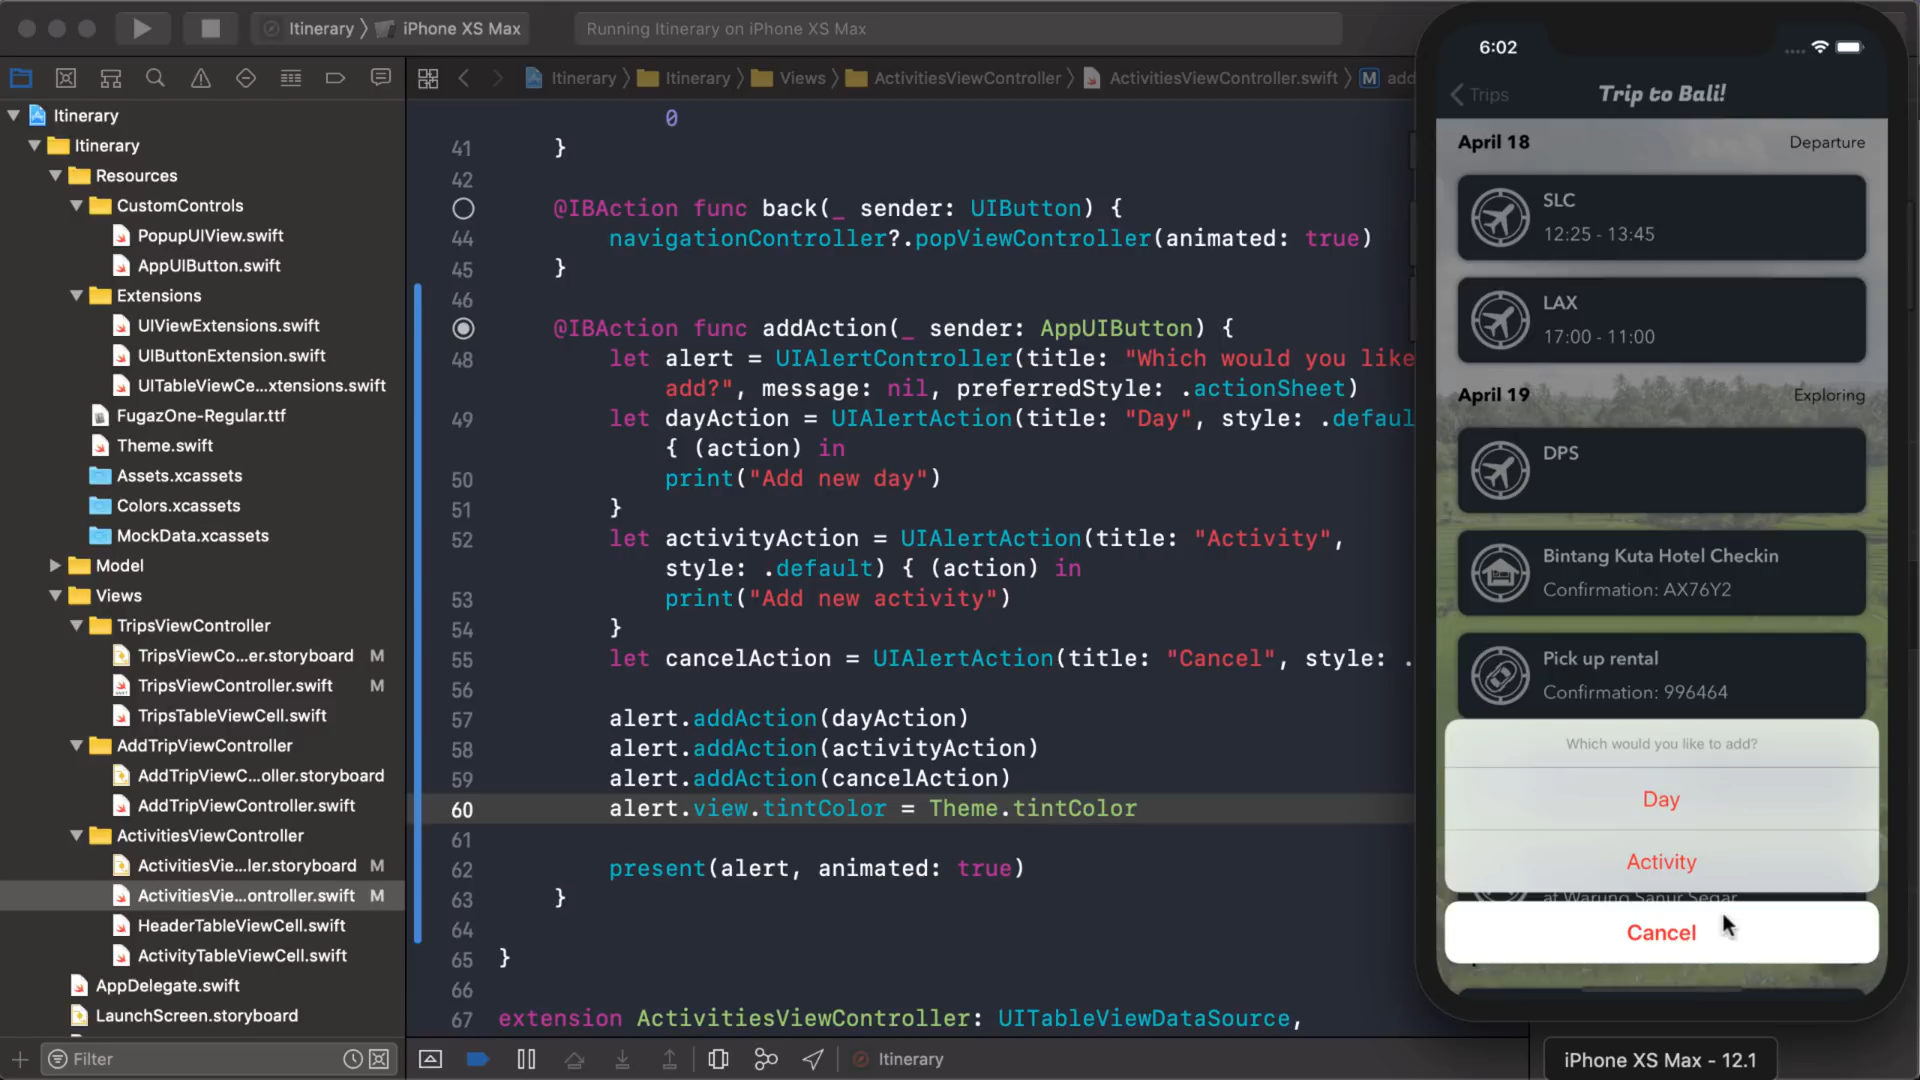 Itinerary
iPhone XS Max
Running Itinerary on iPhone XS Max
Itinerary
Itinerary
Views
ActivitiesViewController
ActivitiesViewController.swift
M
add
Itinerary
Itinerary
Resources
CustomControls
PopupUIView.swift
AppUIButton.swift
Extensions
UIViewExtensions.swift
UIButtonExtension.swift
UITableViewCe...xtensions.swift
FugazOne-Regular.ttf
Theme.swift
Assets.xcassets
Colors.xcassets
MockData.xcassets
Model
Views
TripsViewController
TripsViewCo...er.storyboard M
TripsViewController.swift M
TripsTableViewCell.swift
AddTripViewController
AddTripViewC...oller.storyboard
AddTripViewController.swift
ActivitiesViewController
ActivitiesVie...ler.storyboard M
ActivitiesVie...ontroller.swift M
HeaderTableViewCell.swift
ActivityTableViewCell.swift
AppDelegate.swift
LaunchScreen.storyboard
Filter
0
41 }
42
@IBAction func back(_ sender: UIButton) {
44 navigationController?.popViewController(animated: true)
45 }
46
@IBAction func addAction(_ sender: AppUIButton) {
48 let alert = UIAlertController(title: "Which would you like
add?", message: nil, preferredStyle: .actionSheet)
49 let dayAction = UIAlertAction(title: "Day", style: .defaul
{ (action) in
50 print("Add new day")
51 }
52 let activityAction = UIAlertAction(title: "Activity",
style: .default) { (action) in
53 print("Add new activity")
54 }
55 let cancelAction = UIAlertAction(title: "Cancel", style: .
56
57 alert.addAction(dayAction)
58 alert.addAction(activityAction)
59 alert.addAction(cancelAction)
60 alert.view.tintColor = Theme.tintColor
61
62 present(alert, animated: true)
63 }
64
65 }
66
67 extension ActivitiesViewController: UITableViewDataSource,
Itinerary
6:02
Trips
Trip to Bali!
April 18
Departure
SLC
12:25 - 13:45
LAX
17:00 - 11:00
April 19
Exploring
DPS
Bintang Kuta Hotel Checkin
Confirmation: AX76Y2
Pick up rental
Confirmation: 996464
Which would you like to add?
Day
Activity
at Warung Sanur Segar
Cancel
iPhone XS Max - 12.1